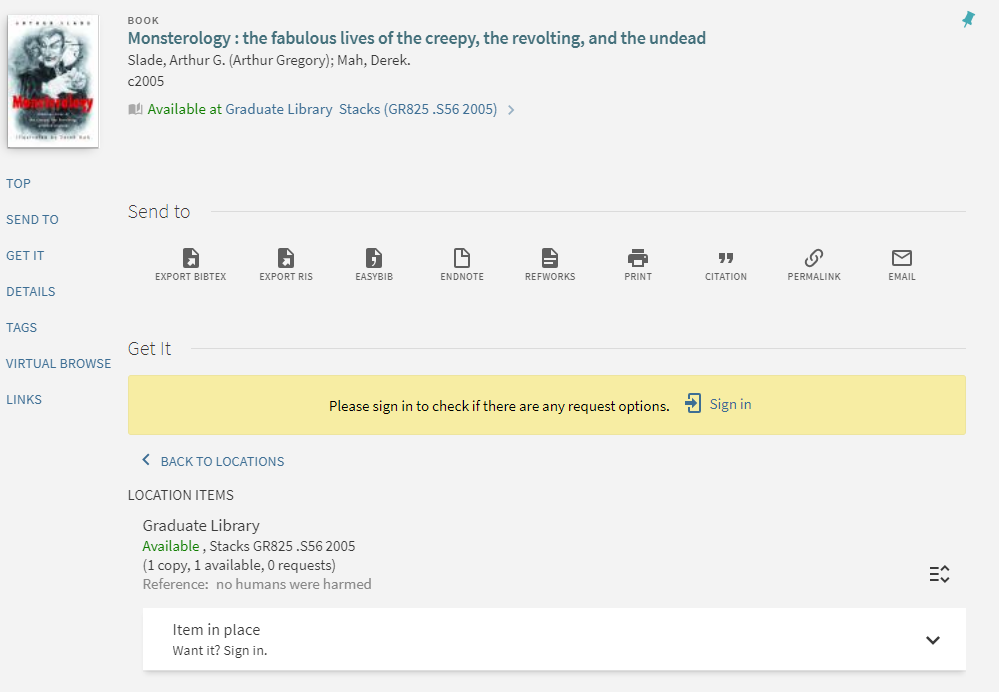 ARTHUR SLADE
Monsterology
BOOK
Monsterology : the fabulous lives of the creepy, the revolting, and the undead
Slade, Arthur G. (Arthur Gregory); Mah, Derek.
c2005
Available at Graduate Library Stacks (GR825 .S56 2005)
TOP
SEND TO
GET IT
DETAILS
TAGS
VIRTUAL BROWSE
LINKS
Send to
EXPORT BIBTEX
EXPORT RIS
EASYBIB
ENDNOTE
REFWORKS
PRINT
CITATION
PERMALINK
EMAIL
Get It
Please sign in to check if there are any request options. Sign in
BACK TO LOCATIONS
LOCATION ITEMS
Graduate Library
Available , Stacks GR825 .S56 2005
(1 copy, 1 available, 0 requests)
Reference: no humans were harmed
Item in place
Want it? Sign in.